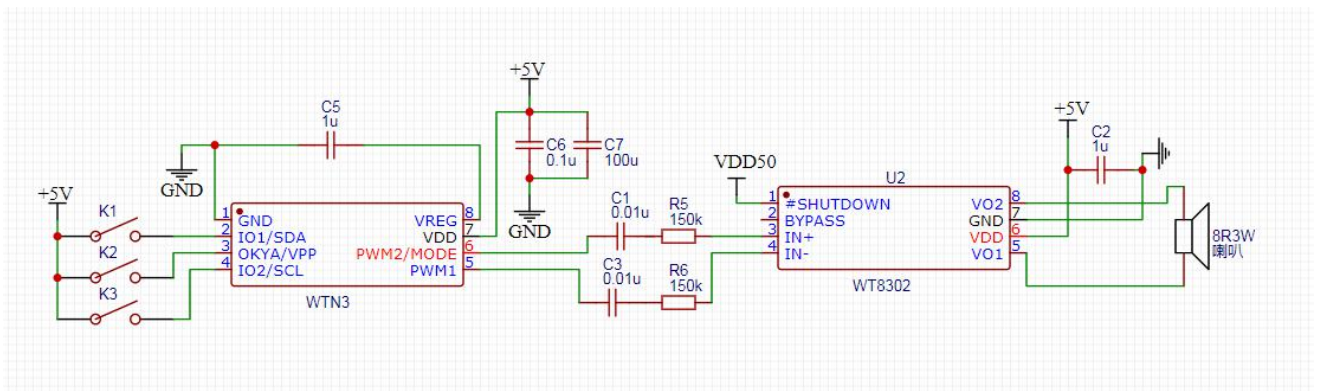 +5V
C5
1u
GND
C6
0.1u
C7
100u
GND
+5V
K1
K2
K3
1
GND
2
IO1/SDA
3
OKYA/VPP
4
IO2/SCL
VREG
8
VDD
7
PWM2/MODE
6
PWM1
5
WTN3
C1
0.01u
R5
150k
C3
0.01u
R6
150k
VDD50
U2
1
#SHUTDOWN
2
BYPASS
3
IN+
4
IN-
VO2
8
GND
7
VDD
6
VO1
5
WT8302
+5V
C2
1u
8R3W
喇叭